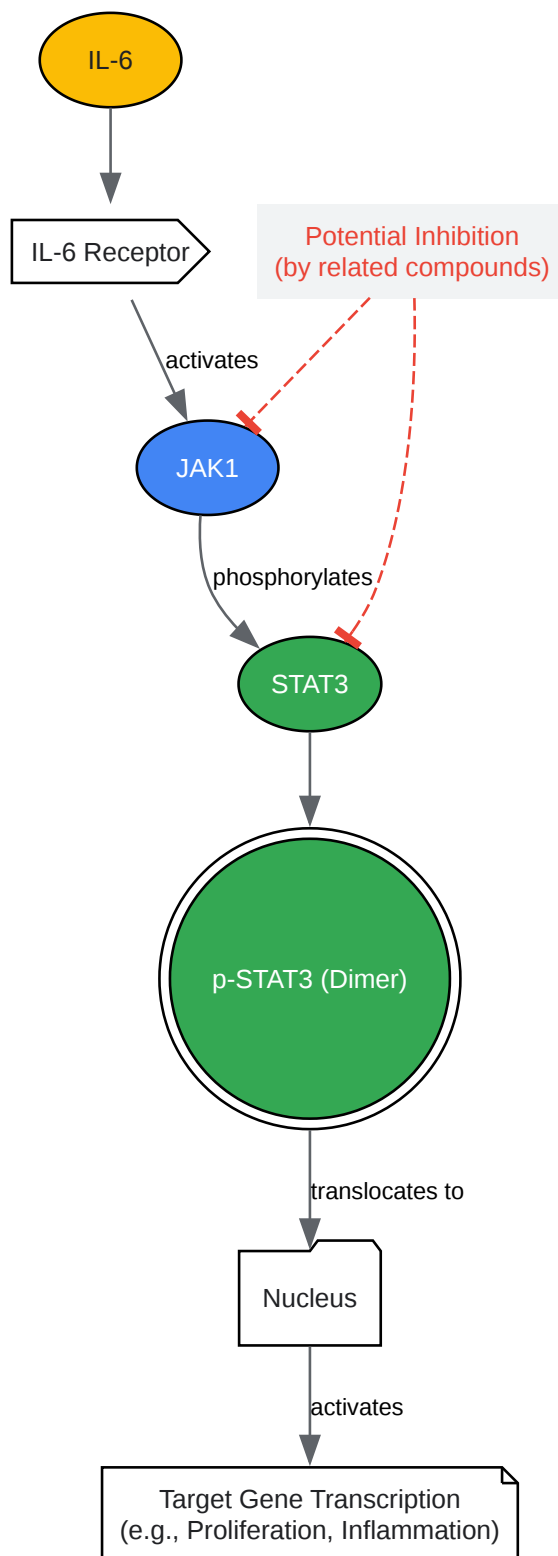 IL-6
IL-6 Receptor
Potential Inhibition
(by related compounds)
activates
JAK1
phosphorylates
STAT3
p-STAT3 (Dimer)
translocates to
Nucleus
activates
Target Gene Transcription
(e.g., Proliferation, Inflammation)